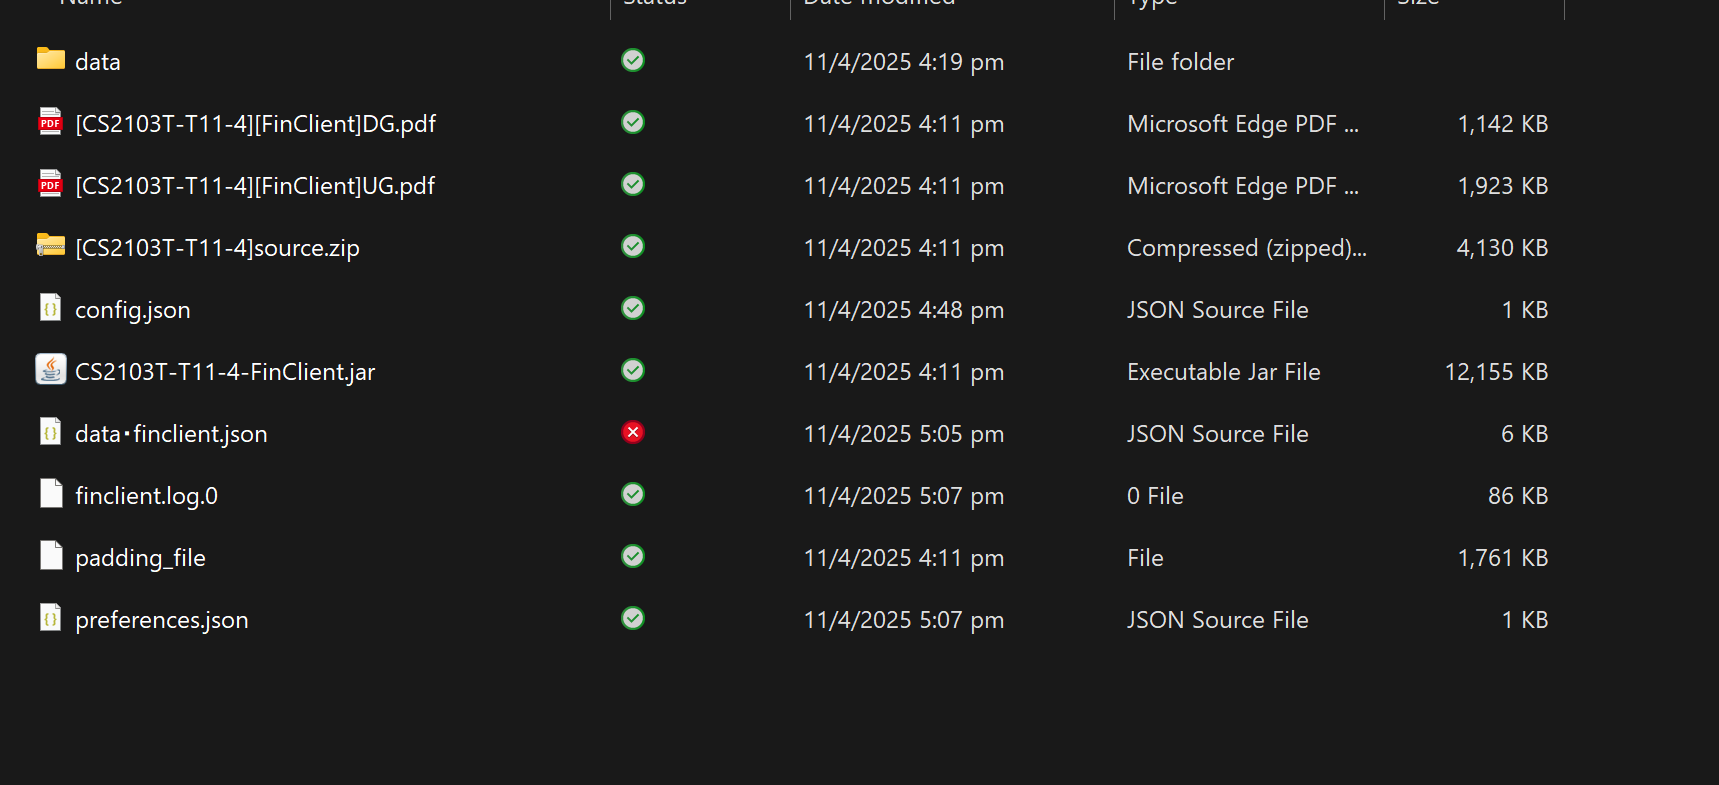 Name Status Date modified Type Size
data 11/4/2025 4:19 pm File folder
[CS2103T-T11-4][FinClient]DG.pdf 11/4/2025 4:11 pm Microsoft Edge PDF ... 1,142 KB
[CS2103T-T11-4][FinClient]UG.pdf 11/4/2025 4:11 pm Microsoft Edge PDF ... 1,923 KB
[CS2103T-T11-4]source.zip 11/4/2025 4:11 pm Compressed (zipped)... 4,130 KB
config.json 11/4/2025 4:48 pm JSON Source File 1 KB
CS2103T-T11-4-FinClient.jar 11/4/2025 4:11 pm Executable Jar File 12,155 KB
data·finclient.json 11/4/2025 5:05 pm JSON Source File 6 KB
finclient.log.0 11/4/2025 5:07 pm 0 File 86 KB
padding_file 11/4/2025 4:11 pm File 1,761 KB
preferences.json 11/4/2025 5:07 pm JSON Source File 1 KB